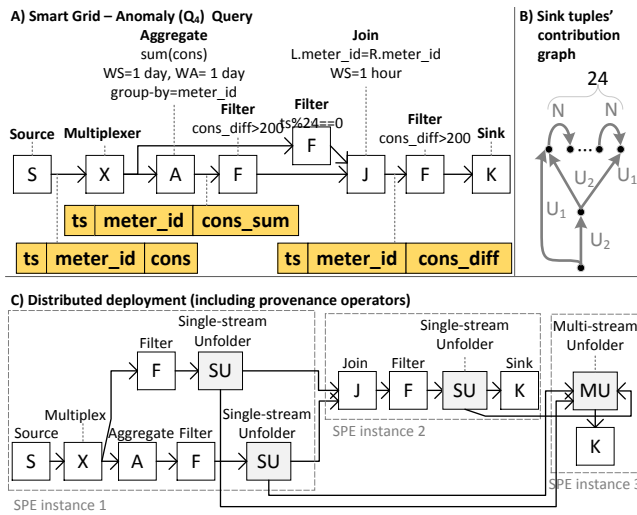 A) Smart Grid – Anomaly (Q₄) Query
Aggregate
sum(cons)
WS=1 day, WA= 1 day
group-by=meter_id
Join
L.meter_id=R.meter_id
WS=1 hour
Filter
cons_diff>200
Filter
ts%24==0
Filter
cons_diff>200
Source
Multiplexer
Sink
F
S
X
A
F
J
F
K
ts meter_id cons_sum
ts meter_id cons
ts meter_id cons_diff
B) Sink tuples'
contribution
graph
24
N
N
U₂
U₁
U₁
U₂
C) Distributed deployment (including provenance operators)
Single-stream
Unfolder
Filter
F
SU
Multiplex
Single-stream
Unfolder
Source
Aggregate
Filter
S
X
A
F
SU
SPE instance 1
Single-stream
Unfolder
Join
Filter
Sink
J
F
SU
K
SPE instance 2
Multi-stream
Unfolder
MU
K
SPE instance 3